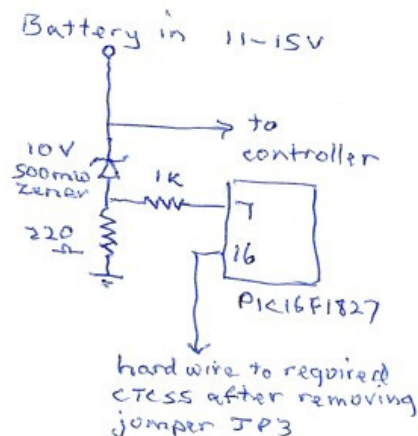 Battery in 11-15V
to
controller
10V
500mW
zener
1K
220
Ω
7
16
PIC16F1827
hard wire to required
CTCSS after removing
jumper JP3